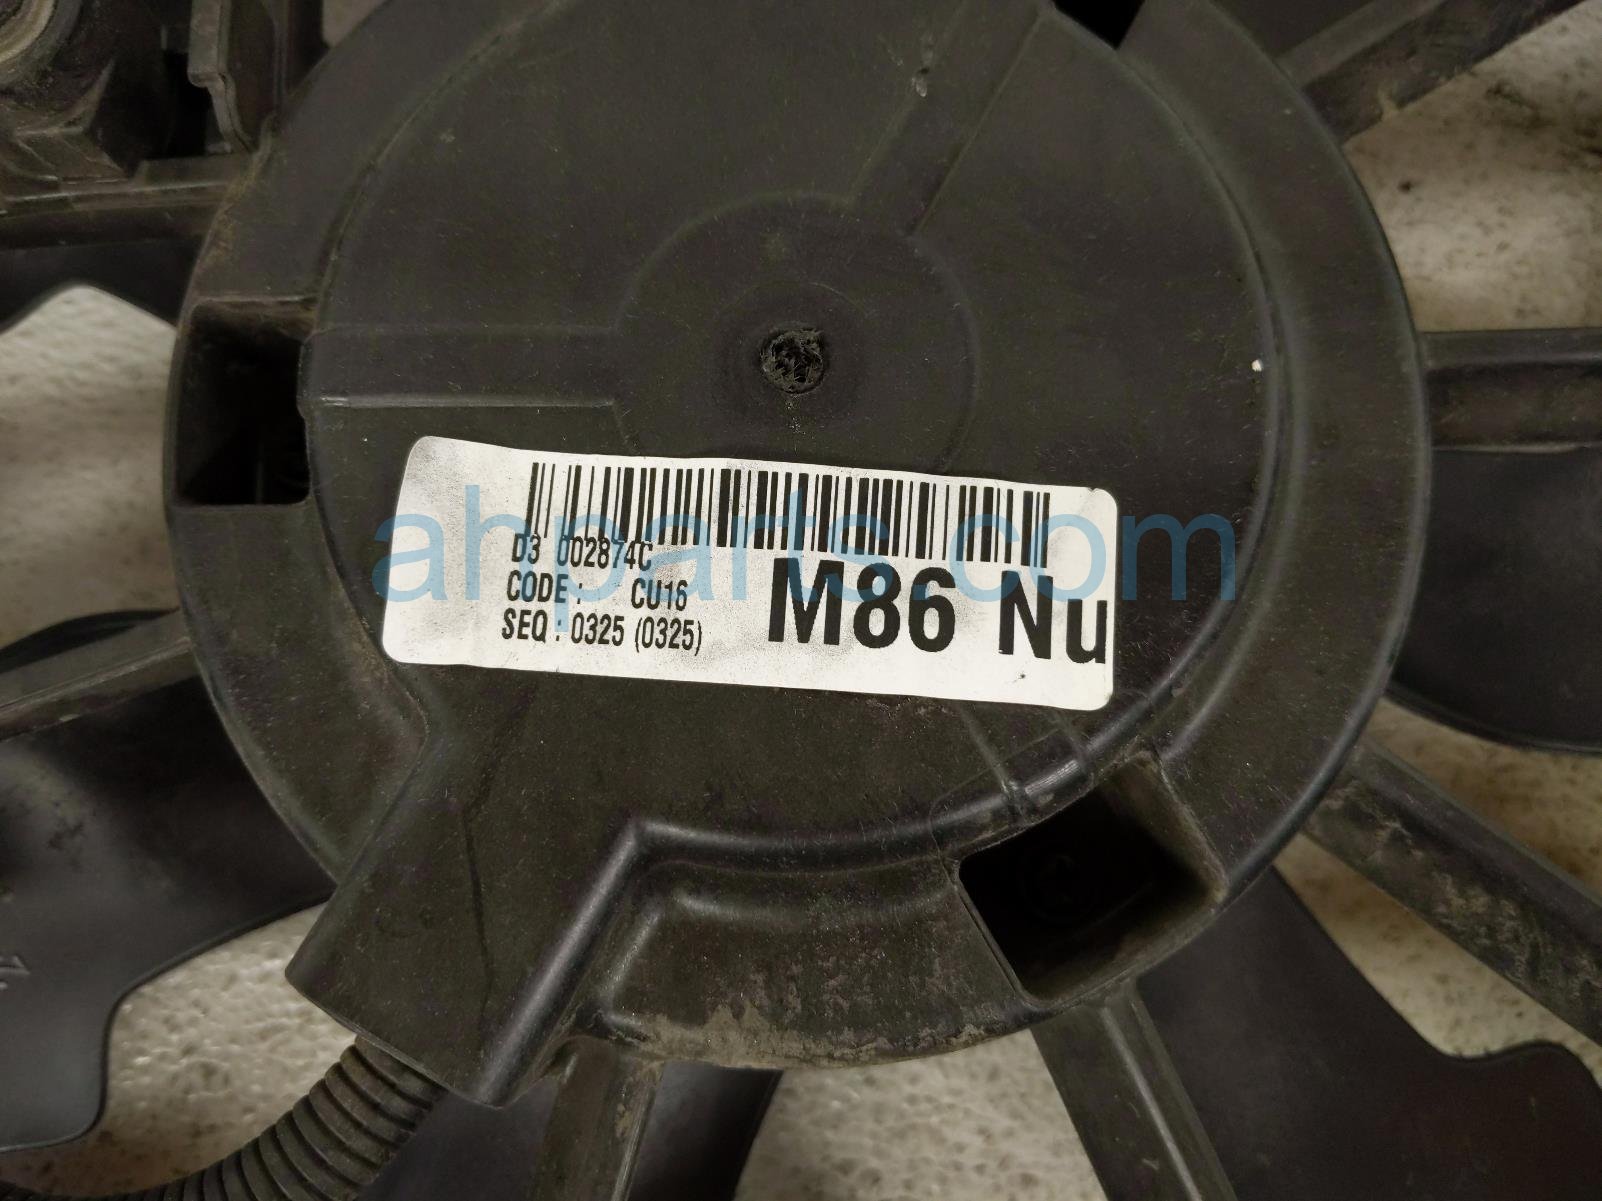 D3 002874C
CODE : CU16
SEQ : 0325 (0325)
M86 Nu
ahparts.com